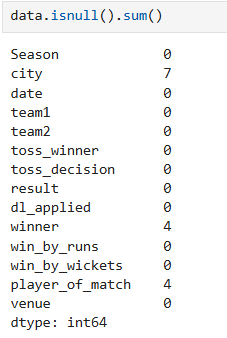 data.isnull().sum()
Season 0
city 7
date 0
team1 0
team2 0
toss_winner 0
toss_decision 0
result 0
dl_applied 0
winner 4
win_by_runs 0
win_by_wickets 0
player_of_match 4
venue 0
dtype: int64